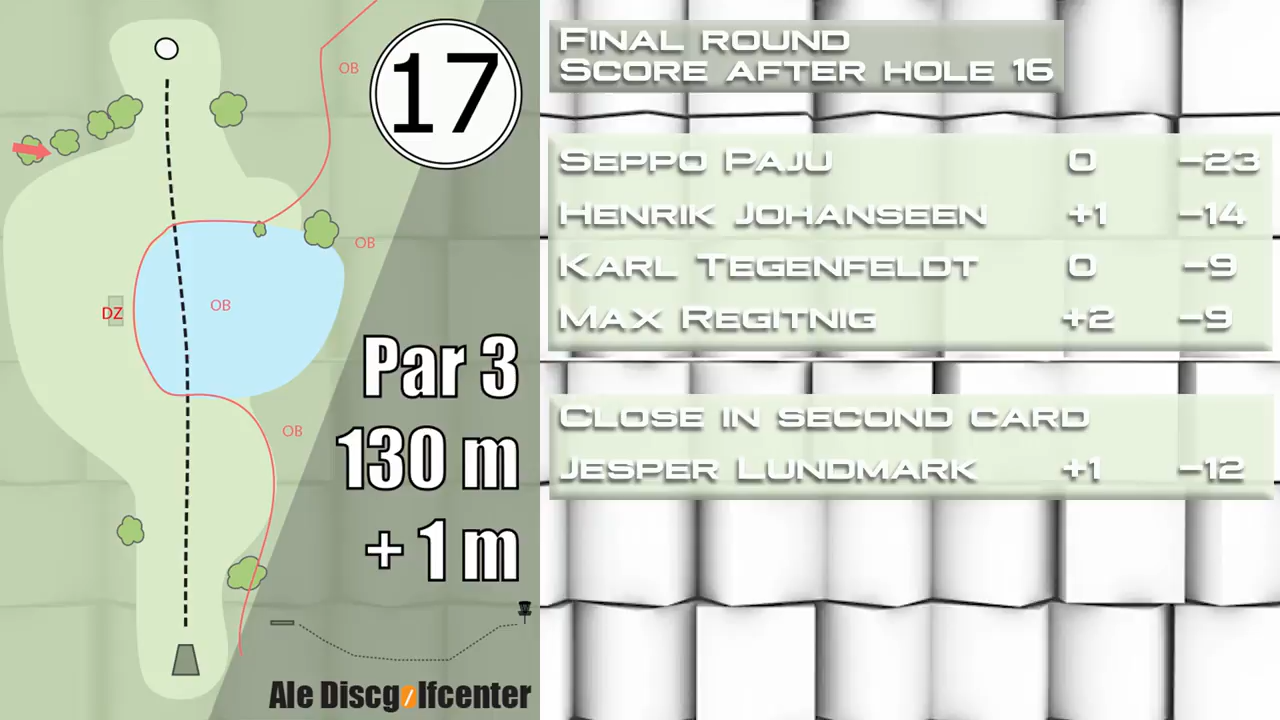 17
OB
OB
DZ
OB
OB
Par 3
130 m
+ 1 m
Ale Discg/lfcenter
FINAL ROUND
SCORE AFTER HOLE 16
SEPPO PAJU 0 -23
HENRIK JOHANSEEN +1 -14
KARL TEGENFELDT 0 -9
MAX REGITNIG +2 -9
CLOSE IN SECOND CARD
JESPER LUNDMARK +1 -12